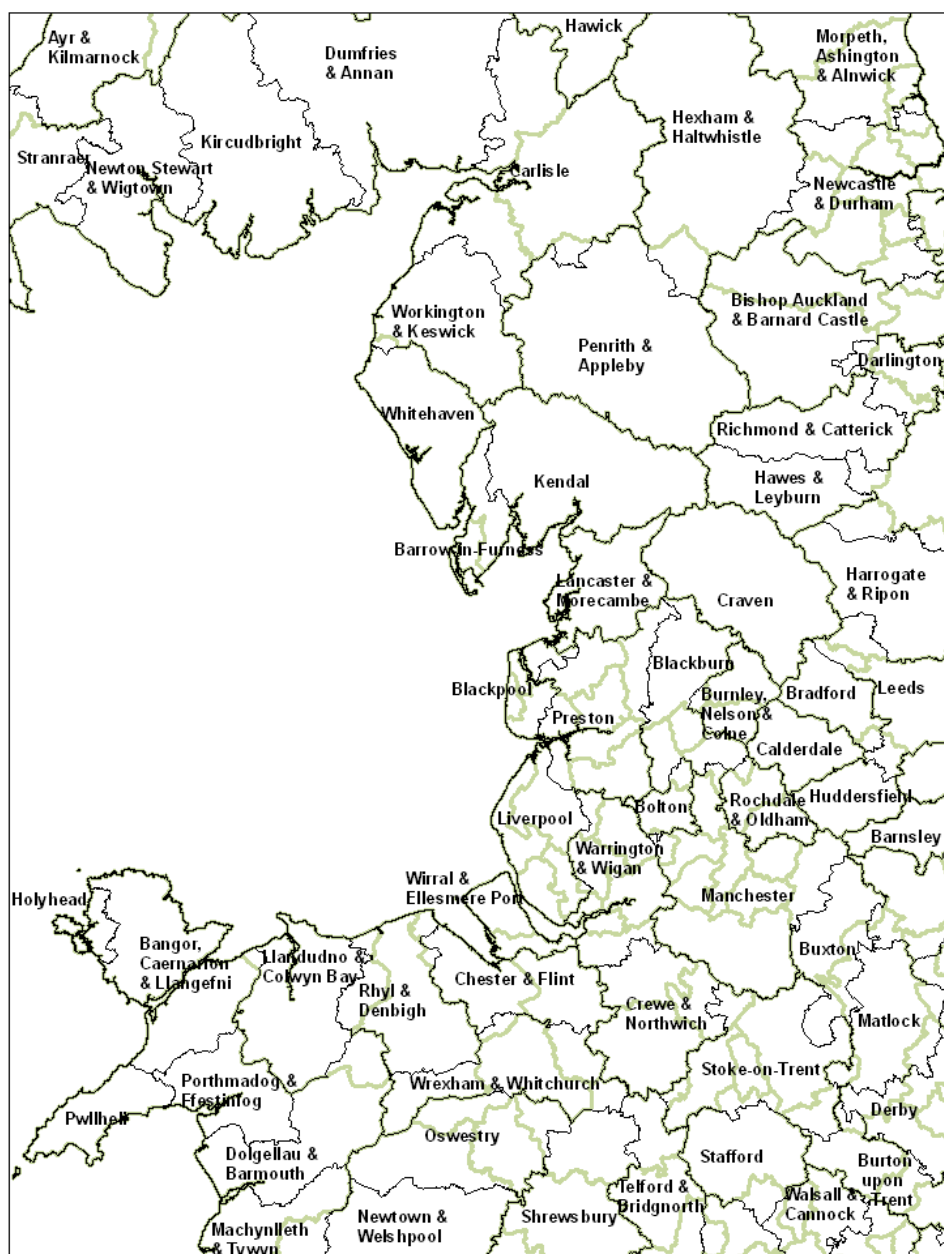 Ayr &
Kilmarnock
Dumfries
& Annan
Hawick
Morpeth,
Ashington
& Alnwick
Hexham &
Haltwhistle
Kircudbright
Stranraer
Newton Stewart
& Wigtown
Carlisle
Newcastle
& Durham
Workington
& Keswick
Penrith &
Appleby
Bishop Auckland
& Barnard Castle
Darlington
Whitehaven
Richmond & Catterick
Kendal
Hawes &
Leyburn
Barrow-in-Furness
Lancaster &
Morecambe
Craven
Harrogate
& Ripon
Blackburn
Blackpool
Burnley,
Nelson &
Colne
Bradford
Leeds
Preston
Calderdale
Liverpool
Bolton
Rochdale
& Oldham
Huddersfield
Barnsley
Warrington
& Wigan
Wirral &
Ellesmere Port
Manchester
Holyhead
Bangor,
Caernarfon
& Llangefni
Llandudno &
Colwyn Bay
Rhyl &
Denbigh
Chester & Flint
Buxton
Crewe &
Northwich
Matlock
Stoke-on-Trent
Porthmadog &
Ffestiniog
Wrexham & Whitchurch
Pwllheli
Derby
Oswestry
Dolgellau &
Barmouth
Stafford
Burton
upon
Trent
Telford &
Bridgnorth
Walsall &
Cannock
Machynlleth
& Tywyn
Newtown &
Welshpool
Shrewsbury